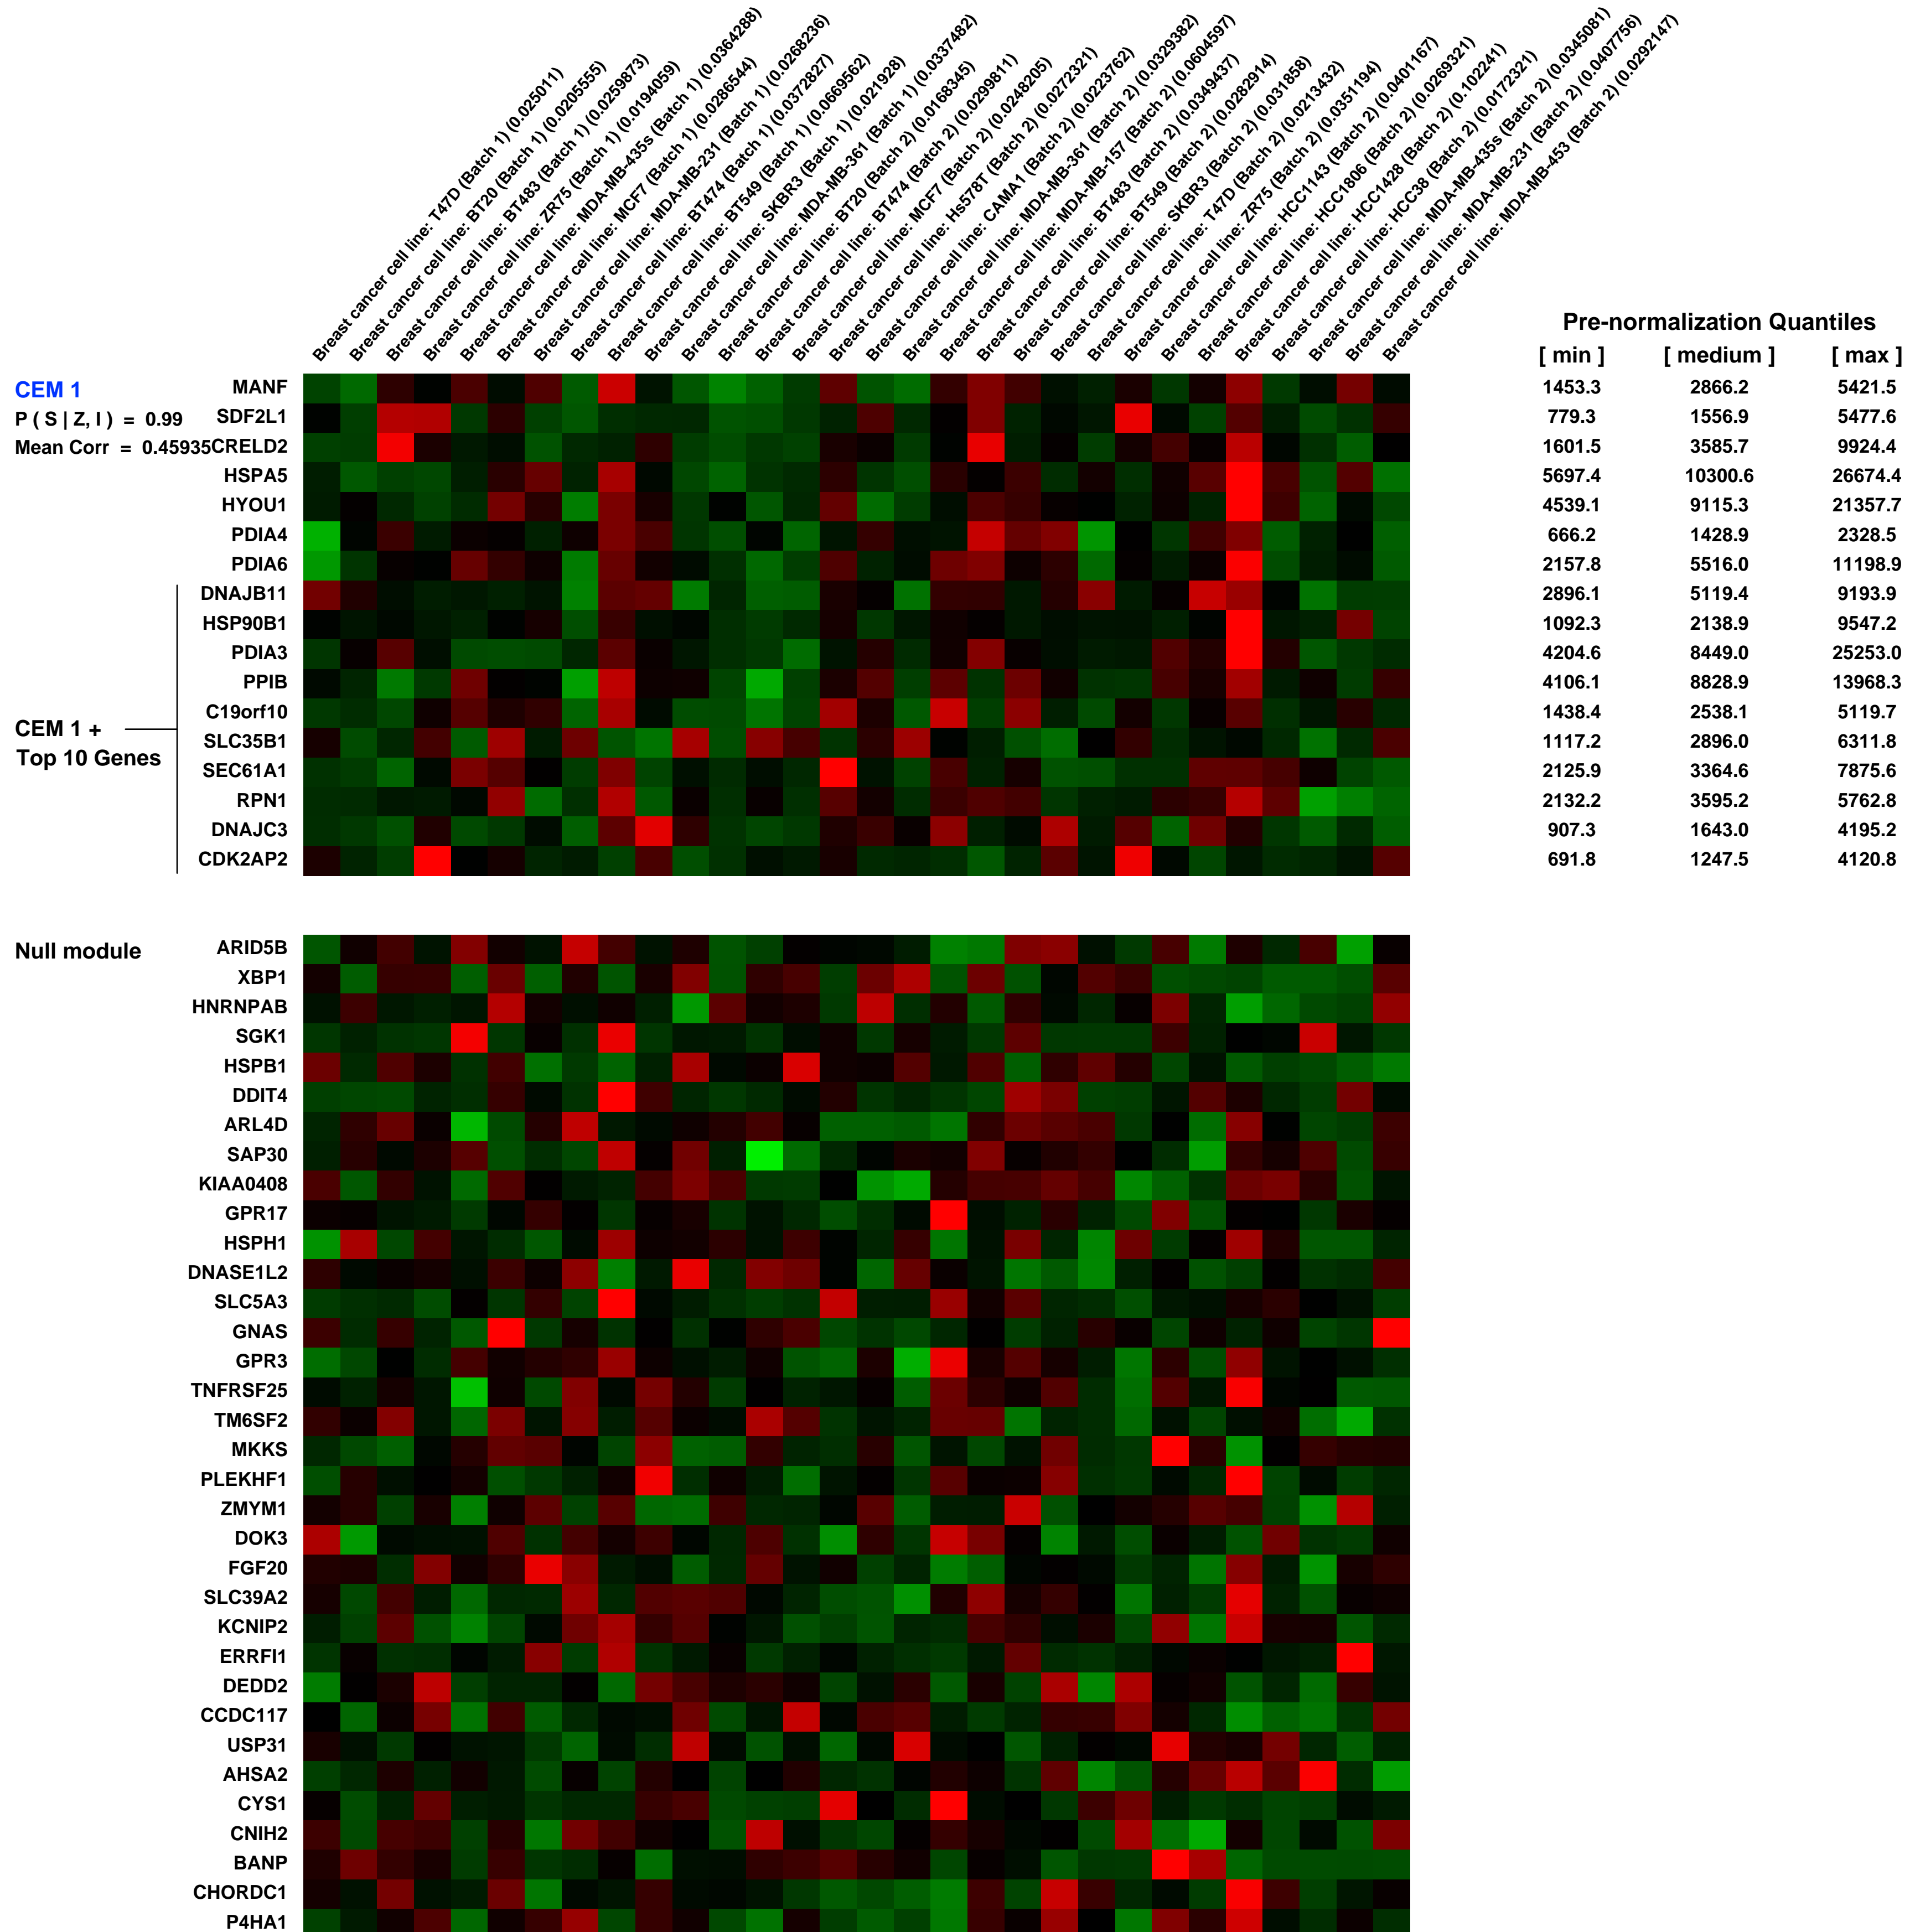 Breast cancer cell line: T47D (Batch 1) (0.025011)
Breast cancer cell line: BT20 (Batch 1) (0.0205555)
Breast cancer cell line: BT483 (Batch 1) (0.0259873)
Breast cancer cell line: ZR75 (Batch 1) (0.0194059)
Breast cancer cell line: MDA-MB-435s (Batch 1) (0.0364288)
Breast cancer cell line: MCF7 (Batch 1) (0.0286544)
Breast cancer cell line: MDA-MB-231 (Batch 1) (0.0268236)
Breast cancer cell line: BT474 (Batch 1) (0.0372827)
Breast cancer cell line: BT549 (Batch 1) (0.0669562)
Breast cancer cell line: SKBR3 (Batch 1) (0.021928)
Breast cancer cell line: MDA-MB-361 (Batch 1) (0.0337482)
Breast cancer cell line: BT20 (Batch 2) (0.0168345)
Breast cancer cell line: BT474 (Batch 2) (0.0299811)
Breast cancer cell line: MCF7 (Batch 2) (0.0248205)
Breast cancer cell line: Hs578T (Batch 2) (0.0272321)
Breast cancer cell line: CAMA1 (Batch 2) (0.0223762)
Breast cancer cell line: MDA-MB-361 (Batch 2) (0.0329382)
Breast cancer cell line: MDA-MB-157 (Batch 2) (0.0604597)
Breast cancer cell line: BT483 (Batch 2) (0.0349437)
Breast cancer cell line: BT549 (Batch 2) (0.0282914)
Breast cancer cell line: SKBR3 (Batch 2) (0.031858)
Breast cancer cell line: T47D (Batch 2) (0.0213432)
Breast cancer cell line: ZR75 (Batch 2) (0.0351194)
Breast cancer cell line: HCC1143 (Batch 2) (0.0401167)
Breast cancer cell line: HCC1806 (Batch 2) (0.0269321)
Breast cancer cell line: HCC1428 (Batch 2) (0.102241)
Breast cancer cell line: HCC38 (Batch 2) (0.0172321)
Breast cancer cell line: MDA-MB-435s (Batch 2) (0.0345081)
Breast cancer cell line: MDA-MB-231 (Batch 2) (0.0407756)
Breast cancer cell line: MDA-MB-453 (Batch 2) (0.0292147)
Pre-normalization Quantiles
[ min ] [ medium ] [ max ]
CEM 1 MANF 1453.3 2866.2 5421.5
P ( S | Z, I ) = 0.99 SDF2L1 779.3 1556.9 5477.6
Mean Corr = 0.45935 CRELD2 1601.5 3585.7 9924.4
HSPA5 5697.4 10300.6 26674.4
HYOU1 4539.1 9115.3 21357.7
PDIA4 666.2 1428.9 2328.5
PDIA6 2157.8 5516.0 11198.9
DNAJB11 2896.1 5119.4 9193.9
HSP90B1 1092.3 2138.9 9547.2
PDIA3 4204.6 8449.0 25253.0
PPIB 4106.1 8828.9 13968.3
C19orf10 1438.4 2538.1 5119.7
CEM 1 +
Top 10 Genes
SLC35B1 1117.2 2896.0 6311.8
SEC61A1 2125.9 3364.6 7875.6
RPN1 2132.2 3595.2 5762.8
DNAJC3 907.3 1643.0 4195.2
CDK2AP2 691.8 1247.5 4120.8
Null module ARID5B
XBP1
HNRNPAB
SGK1
HSPB1
DDIT4
ARL4D
SAP30
KIAA0408
GPR17
HSPH1
DNASE1L2
SLC5A3
GNAS
GPR3
TNFRSF25
TM6SF2
MKKS
PLEKHF1
ZMYM1
DOK3
FGF20
SLC39A2
KCNIP2
ERRFI1
DEDD2
CCDC117
USP31
AHSA2
CYS1
CNIH2
BANP
CHORDC1
P4HA1